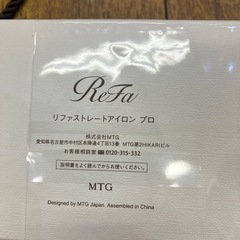 ReFa
リファストレートアイロン プロ
株式会社MTG
愛知県名古屋市中村区本陣通4丁目13番 MTG第2HIKARIビル
お客様相談室 0120-315-332
説明書をよく読んでからお使いください。
MTG
Designed by MTG Japan Assembled in China